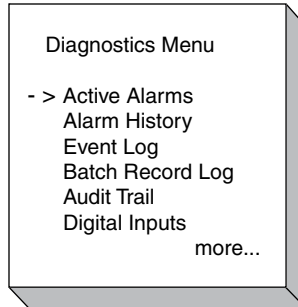 Diagnostics Menu
- > Active Alarms
Alarm History
Event Log
Batch Record Log
Audit Trail
Digital Inputs
more...